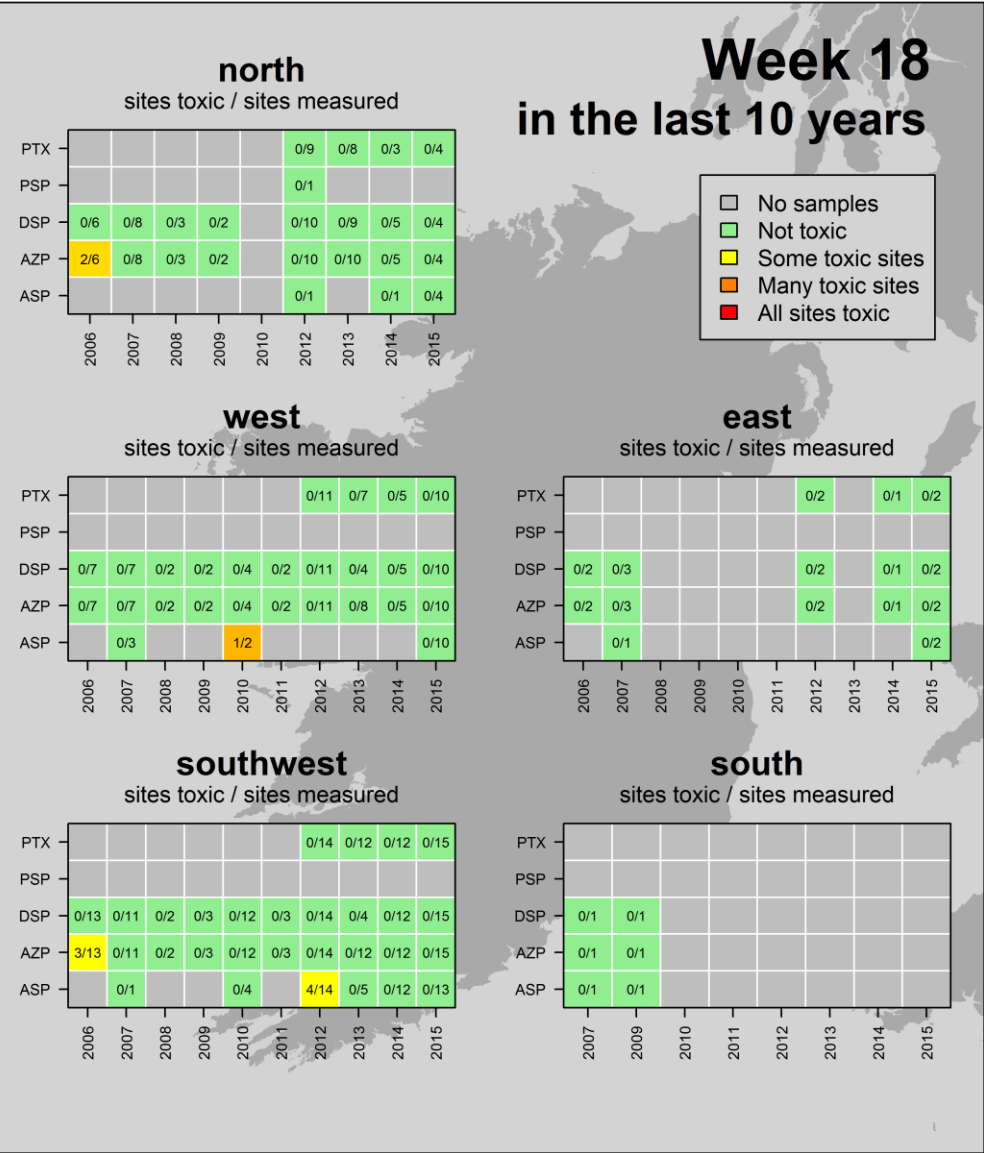 Week 18
in the last 10 years
No samples
Not toxic
Some toxic sites
Many toxic sites
All sites toxic
north
sites toxic / sites measured
PTX 0/9 0/8 0/3 0/4
PSP 0/1
DSP 0/6 0/8 0/3 0/2 0/10 0/9 0/5 0/4
AZP 2/6 0/8 0/3 0/2 0/10 0/10 0/5 0/4
ASP 0/1 0/1 0/4
2006 2007 2008 2009 2010 2012 2013 2014 2015
west
sites toxic / sites measured
PTX 0/11 0/7 0/5 0/10
PSP
DSP 0/7 0/7 0/2 0/2 0/4 0/2 0/11 0/4 0/5 0/10
AZP 0/7 0/7 0/2 0/2 0/4 0/2 0/11 0/8 0/5 0/10
ASP 0/3 1/2 0/10
2006 2007 2008 2009 2010 2011 2012 2013 2014 2015
east
sites toxic / sites measured
PTX 0/2 0/1 0/2
PSP
DSP 0/2 0/3 0/2 0/1 0/2
AZP 0/2 0/3 0/2 0/1 0/2
ASP 0/1 0/2
2006 2007 2008 2009 2010 2011 2012 2013 2014 2015
southwest
sites toxic / sites measured
PTX 0/14 0/12 0/12 0/15
PSP
DSP 0/13 0/11 0/2 0/3 0/12 0/3 0/14 0/4 0/12 0/15
AZP 3/13 0/11 0/2 0/3 0/12 0/3 0/14 0/12 0/12 0/15
ASP 0/1 0/4 4/14 0/5 0/12 0/13
2006 2007 2008 2009 2010 2011 2012 2013 2014 2015
south
sites toxic / sites measured
PTX
PSP
DSP 0/1 0/1
AZP 0/1 0/1
ASP 0/1 0/1
2007 2009 2010 2011 2012 2013 2014 2015